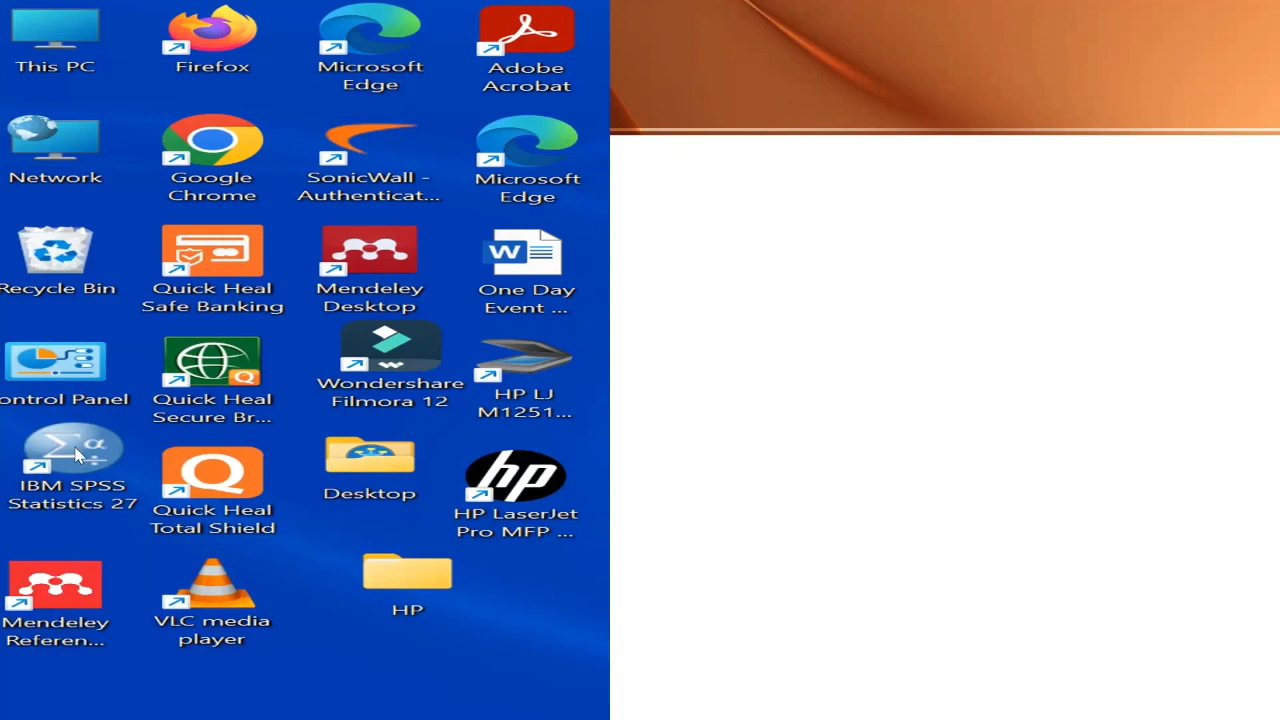 This PC
Firefox
Microsoft
Edge
Adobe
Acrobat
Network
Google
Chrome
SonicWall -
Authenticat...
Microsoft
Edge
Recycle Bin
Quick Heal
Safe Banking
Mendeley
Desktop
W
One Day
Event ...
ontrol Panel
Quick Heal
Secure Br...
Wondershare
Filmora 12
HP LJ
M1251...
Σα
IBM SPSS
Statistics 27
Quick Heal
Total Shield
Desktop
hp
HP LaserJet
Pro MFP ...
Mendeley
Referen...
VLC media
player
HP